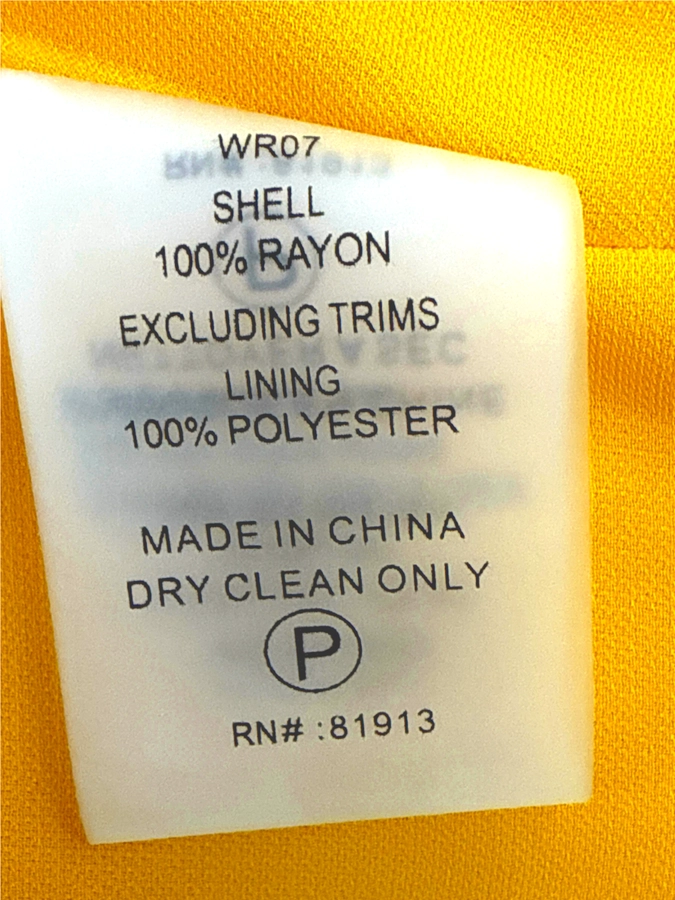 WR07
SHELL
100% RAYON
EXCLUDING TRIMS
LINING
100% POLYESTER
MADE IN CHINA
DRY CLEAN ONLY
P
RN# :81913